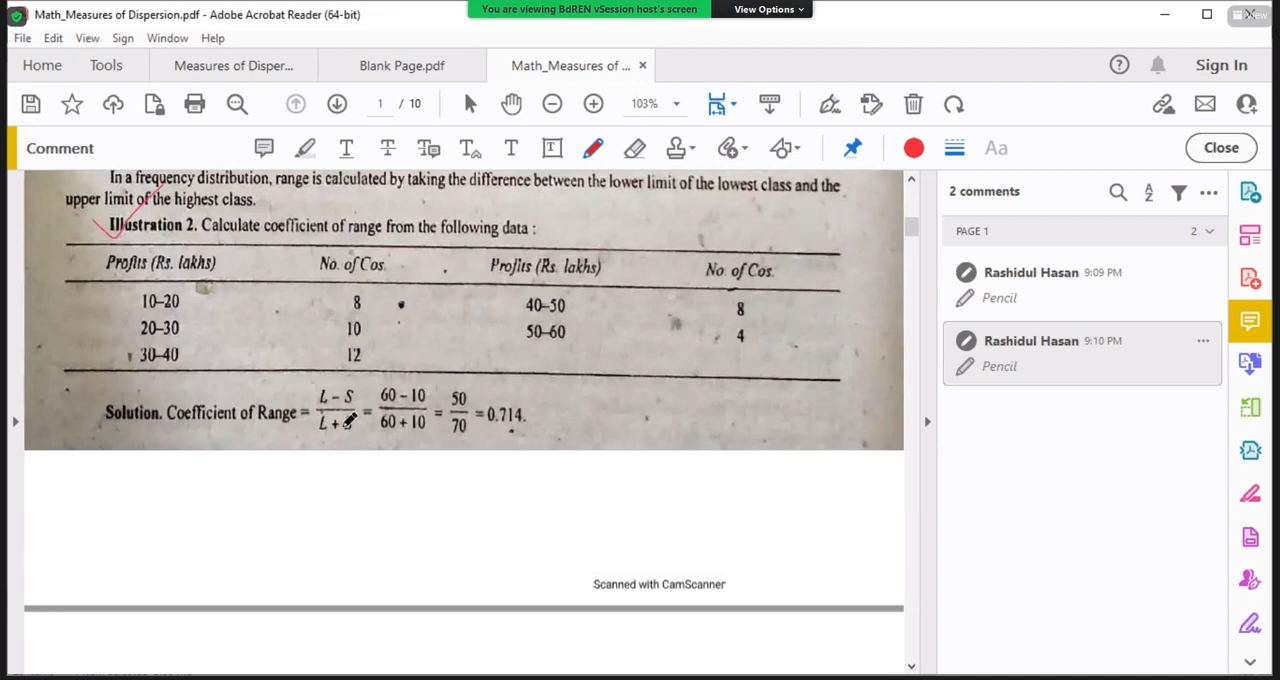 Math_Measures of Dispersion.pdf - Adobe Acrobat Reader (64-bit)
You are viewing BdREN vSession host's screen
View Options
View
File Edit View Sign Window Help
Home Tools Measures of Disper... Blank Page.pdf Math_Measures of ... × Sign In
1 / 10 103%
Comment Aa Close
In a frequency distribution, range is calculated by taking the difference between the lower limit of the lowest class and the
upper limit of the highest class.
Illustration 2. Calculate coefficient of range from the following data :
Profits (Rs. lakhs) No. of Cos. Profits (Rs. lakhs) No. of Cos.
10–20 8 40–50 8
20–30 10 50–60 4
30–40 12
Solution. Coefficient of Range = L – S / L + = 60 – 10 / 60 + 10 = 50 / 70 = 0.714.
Scanned with CamScanner
2 comments
PAGE 1 2
Rashidul Hasan 9:09 PM
Pencil
Rashidul Hasan 9:10 PM
Pencil